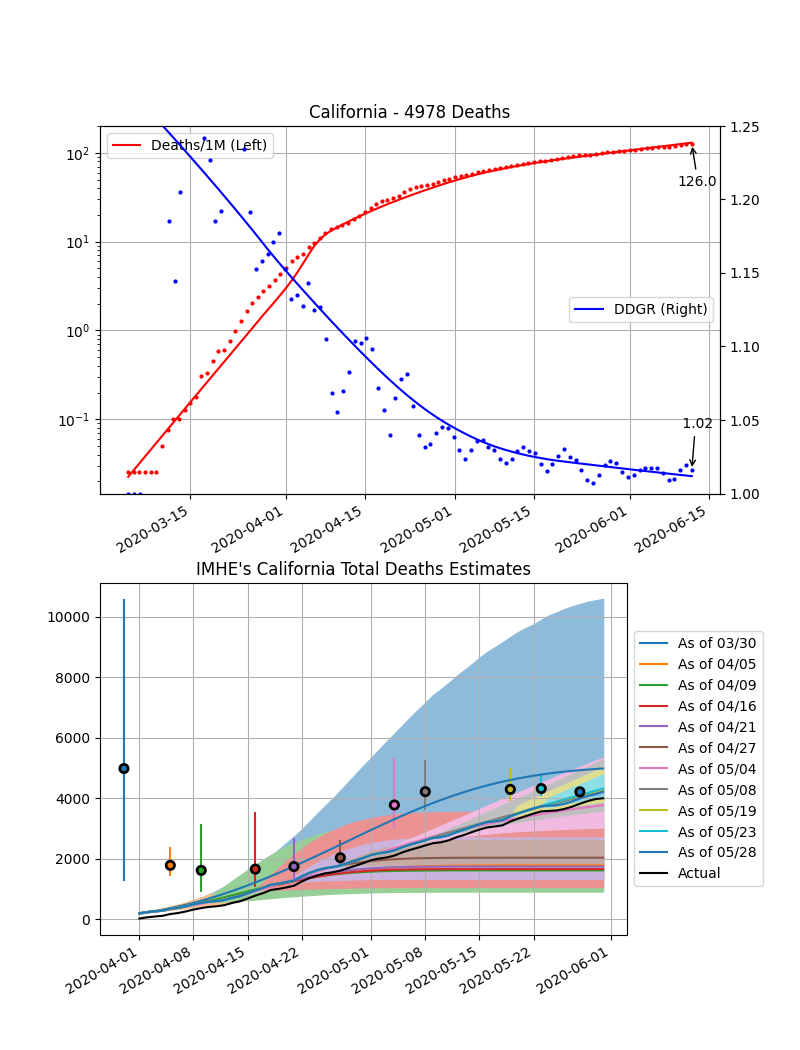 California - 4978 Deaths
Deaths/1M (Left)
10²
10¹
10⁰
10⁻¹
1.25
1.20
1.15
1.10
1.05
1.00
126.0
DDGR (Right)
1.02
2020-03-15
2020-04-01
2020-04-15
2020-05-01
2020-05-15
2020-06-01
2020-06-15
IMHE's California Total Deaths Estimates
10000
8000
6000
4000
2000
0
As of 03/30
As of 04/05
As of 04/09
As of 04/16
As of 04/21
As of 04/27
As of 05/04
As of 05/08
As of 05/19
As of 05/23
As of 05/28
Actual
2020-04-01
2020-04-08
2020-04-15
2020-04-22
2020-05-01
2020-05-08
2020-05-15
2020-05-22
2020-06-01